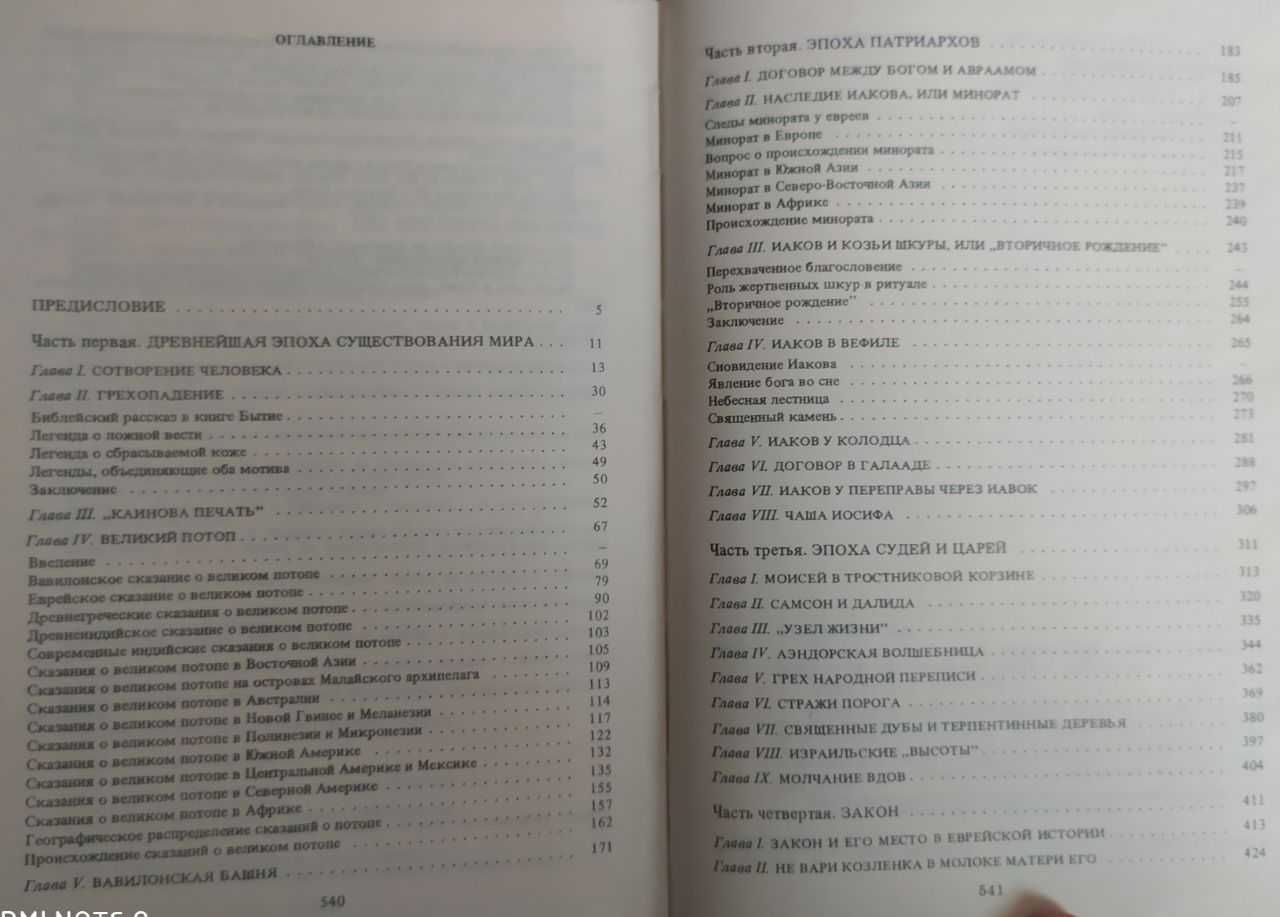 ОГЛАВЛЕНИЕ
ПРЕДИСЛОВИЕ . . . 5
Часть первая. ДРЕВНЕЙШАЯ ЭПОХА СУЩЕСТВОВАНИЯ МИРА . . . 11
Глава I. СОТВОРЕНИЕ ЧЕЛОВЕКА . . . 13
Глава II. ГРЕХОПАДЕНИЕ . . . 30
Библейский рассказ в книге Бытие . . . –
Легенда о ложной вести . . . 36
Легенда о сбрасываемой коже . . . 43
Легенды, объединяющие оба мотива . . . 49
Заключение . . . 50
Глава III. „КАИНОВА ПЕЧАТЬ" . . . 52
Глава IV. ВЕЛИКИЙ ПОТОП . . . 67
Введение . . . –
Вавилонское сказание о великом потопе . . . 69
Еврейское сказание о великом потопе . . . 79
Древнегреческие сказания о великом потопе . . . 90
Древнеиндийское сказание о великом потопе . . . 102
Современные индийские сказания о великом потопе . . . 103
Сказания о великом потопе в Восточной Азии . . . 105
Сказания о великом потопе на островах Малайского архипелага . . . 109
Сказания о великом потопе в Австралии . . . 113
Сказания о великом потопе в Новой Гвинее и Меланезии . . . 114
Сказания о великом потопе в Полинезии и Микронезии . . . 117
Сказания о великом потопе в Южной Америке . . . 122
Сказания о великом потопе в Центральной Америке и Мексике . . . 132
Сказания о великом потопе в Северной Америке . . . 135
Сказания о великом потопе в Африке . . . 155
Географическое распределение сказаний о потопе . . . 157
Происхождение сказаний о великом потопе . . . 162
Глава V. ВАВИЛОНСКАЯ БАШНЯ . . . 171
540
Часть вторая. ЭПОХА ПАТРИАРХОВ . . . 183
Глава I. ДОГОВОР МЕЖДУ БОГОМ И АВРААМОМ . . . 185
Глава II. НАСЛЕДИЕ ИАКОВА, ИЛИ МИНОРАТ . . . 207
Следы минората у евреев . . . –
Минорат в Европе . . . 211
Вопрос о происхождении минората . . . 215
Минорат в Южной Азии . . . 217
Минорат в Северо-Восточной Азии . . . 237
Минорат в Африке . . . 239
Происхождение минората . . . 240
Глава III. ИАКОВ И КОЗЬИ ШКУРЫ, ИЛИ „ВТОРИЧНОЕ РОЖДЕНИЕ" . . . 243
Перехваченное благословение . . . –
Роль жертвенных шкур в ритуале . . . 244
„Вторичное рождение" . . . 255
Заключение . . . 264
Глава IV. ИАКОВ В ВЕФИЛЕ . . . 265
Сновидение Иакова . . . –
Явление бога во сне . . . 266
Небесная лестница . . . 270
Священный камень . . . 273
Глава V. ИАКОВ У КОЛОДЦА . . . 281
Глава VI. ДОГОВОР В ГАЛААДЕ . . . 288
Глава VII. ИАКОВ У ПЕРЕПРАВЫ ЧЕРЕЗ ИАВОК . . . 297
Глава VIII. ЧАША ИОСИФА . . . 306
Часть третья. ЭПОХА СУДЕЙ И ЦАРЕЙ . . . 311
Глава I. МОИСЕЙ В ТРОСТНИКОВОЙ КОРЗИНЕ . . . 313
Глава II. САМСОН И ДАЛИДА . . . 320
Глава III. „УЗЕЛ ЖИЗНИ" . . . 335
Глава IV. АЭНДОРСКАЯ ВОЛШЕБНИЦА . . . 344
Глава V. ГРЕХ НАРОДНОЙ ПЕРЕПИСИ . . . 362
Глава VI. СТРАЖИ ПОРОГА . . . 369
Глава VII. СВЯЩЕННЫЕ ДУБЫ И ТЕРПЕНТИННЫЕ ДЕРЕВЬЯ . . . 380
Глава VIII. ИЗРАИЛЬСКИЕ „ВЫСОТЫ" . . . 397
Глава IX. МОЛЧАНИЕ ВДОВ . . . 404
Часть четвертая. ЗАКОН . . . 411
Глава I. ЗАКОН И ЕГО МЕСТО В ЕВРЕЙСКОЙ ИСТОРИИ . . . 413
Глава II. НЕ ВАРИ КОЗЛЕНКА В МОЛОКЕ МАТЕРИ ЕГО . . . 424
541